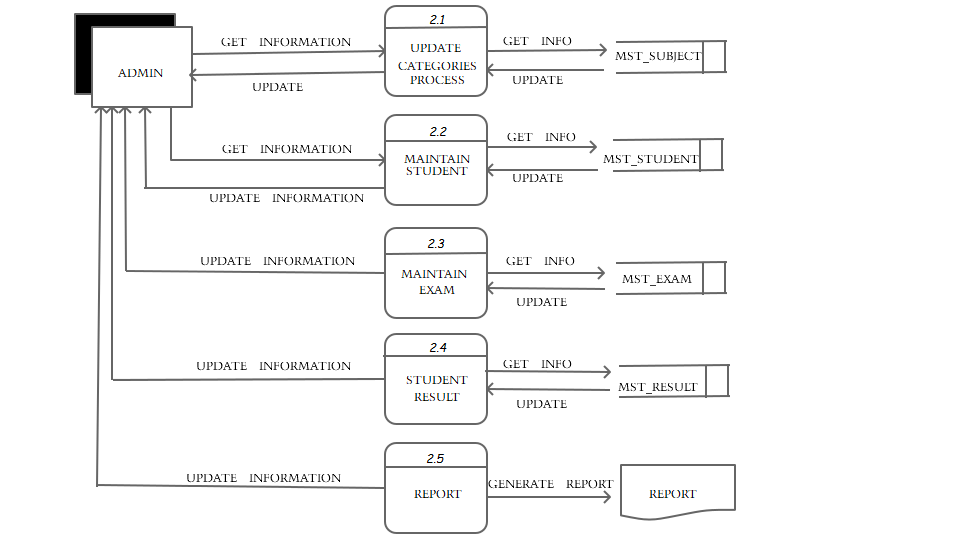 2.1
GET INFORMATION
GET INFO
UPDATE
CATEGORIES
PROCESS
MST_SUBJECT
ADMIN
UPDATE
UPDATE
2.2
GET INFO
GET INFORMATION
MAINTAIN
STUDENT
MST_STUDENT
UPDATE
UPDATE INFORMATION
2.3
UPDATE INFORMATION
GET INFO
MAINTAIN
EXAM
MST_EXAM
UPDATE
2.4
UPDATE INFORMATION
GET INFO
STUDENT
RESULT
MST_RESULT
UPDATE
2.5
UPDATE INFORMATION
GENERATE REPORT
REPORT
REPORT